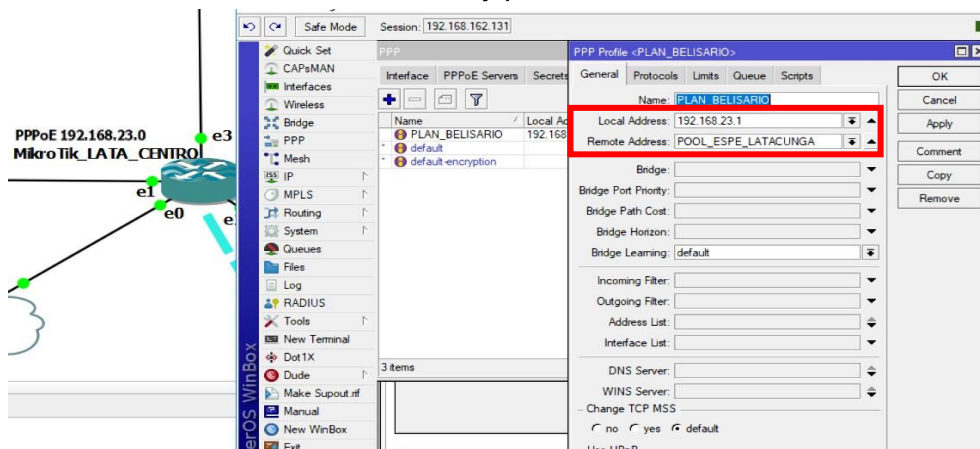 Safe Mode
Session: 192.168.162.131
PPPoE 192.168.23.0
MikroTik_LATA_CENTROL
e3
e1
e0
Quick Set
CAPsMAN
Interfaces
Wireless
Bridge
PPP
Mesh
IP
MPLS
Routing
System
Queues
Files
Log
RADIUS
Tools
New Terminal
Dot1X
Dude
Make Supout.rif
Manual
New WinBox
Exit
erOS WinBox
PPP
Interface PPPoE Servers Secrets
Name Local Ad
PLAN_BELISARIO 192.168
* default
* default-encryption
3 items
PPP Profile <PLAN_BELISARIO>
General Protocols Limits Queue Scripts
Name: PLAN_BELISARIO
Local Address: 192.168.23.1
Remote Address: POOL_ESPE_LATACUNGA
Bridge:
Bridge Port Priority:
Bridge Path Cost:
Bridge Horizon:
Bridge Learning: default
Incoming Filter:
Outgoing Filter:
Address List:
Interface List:
DNS Server:
WINS Server:
Change TCP MSS
no yes default
OK
Cancel
Apply
Comment
Copy
Remove